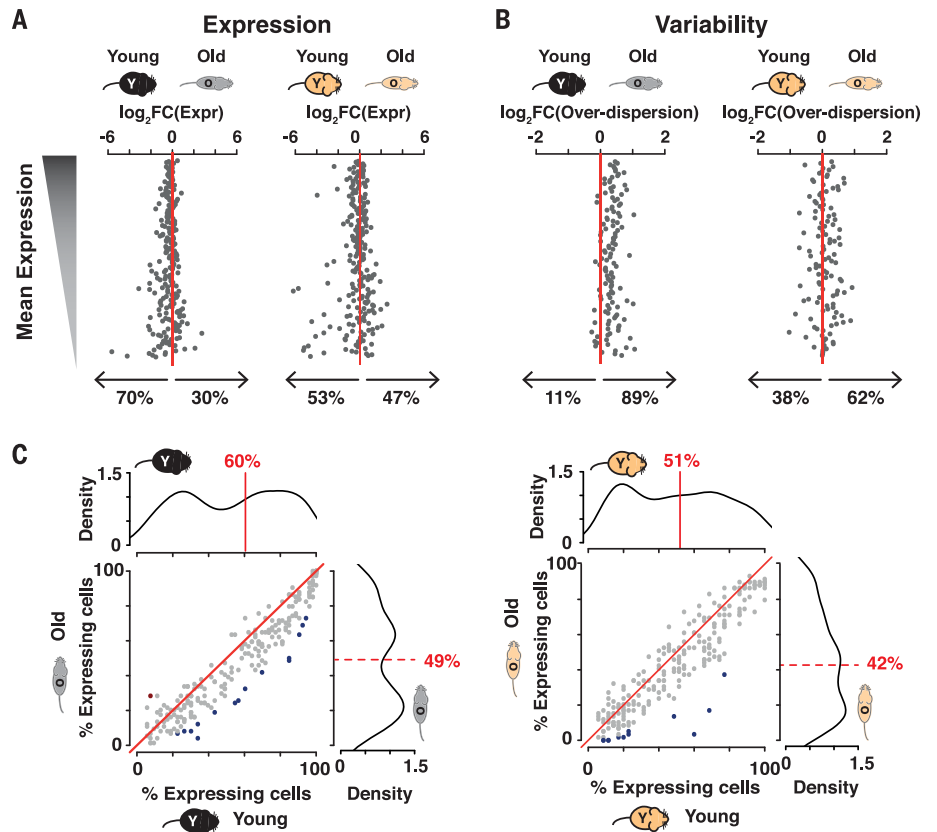 A
Expression
Young
Old
Y
O
Young
Old
Y
O
log2FC(Expr)
log2FC(Expr)
-6 0 6
-6 0 6
Mean Expression
70% 30%
53% 47%
B
Variability
Young
Old
Y
O
Young
Old
Y
O
log2FC(Over-dispersion)
log2FC(Over-dispersion)
-2 0 2
-2 0 2
11% 89%
38% 62%
C
Y
60%
1.5
Density
0
100
Old
O
% Expressing cells
0
0 100
% Expressing cells
Y Young
49%
O
0 1.5
Density
Y
51%
1.5
Density
0
100
Old
O
% Expressing cells
0
0 100
% Expressing cells
Y Young
42%
O
0 1.5
Density